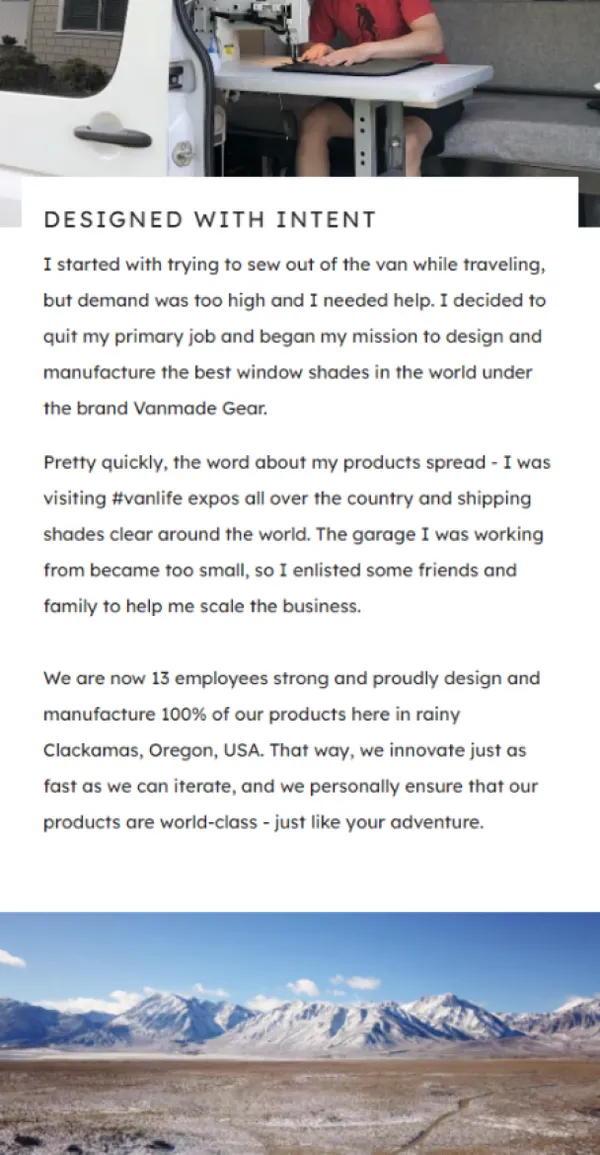 DESIGNED WITH INTENT
I started with trying to sew out of the van while traveling,
but demand was too high and I needed help. I decided to
quit my primary job and began my mission to design and
manufacture the best window shades in the world under
the brand Vanmade Gear.
Pretty quickly, the word about my products spread - I was
visiting #vanlife expos all over the country and shipping
shades clear around the world. The garage I was working
from became too small, so I enlisted some friends and
family to help me scale the business.
We are now 13 employees strong and proudly design and
manufacture 100% of our products here in rainy
Clackamas, Oregon, USA. That way, we innovate just as
fast as we can iterate, and we personally ensure that our
products are world-class - just like your adventure.